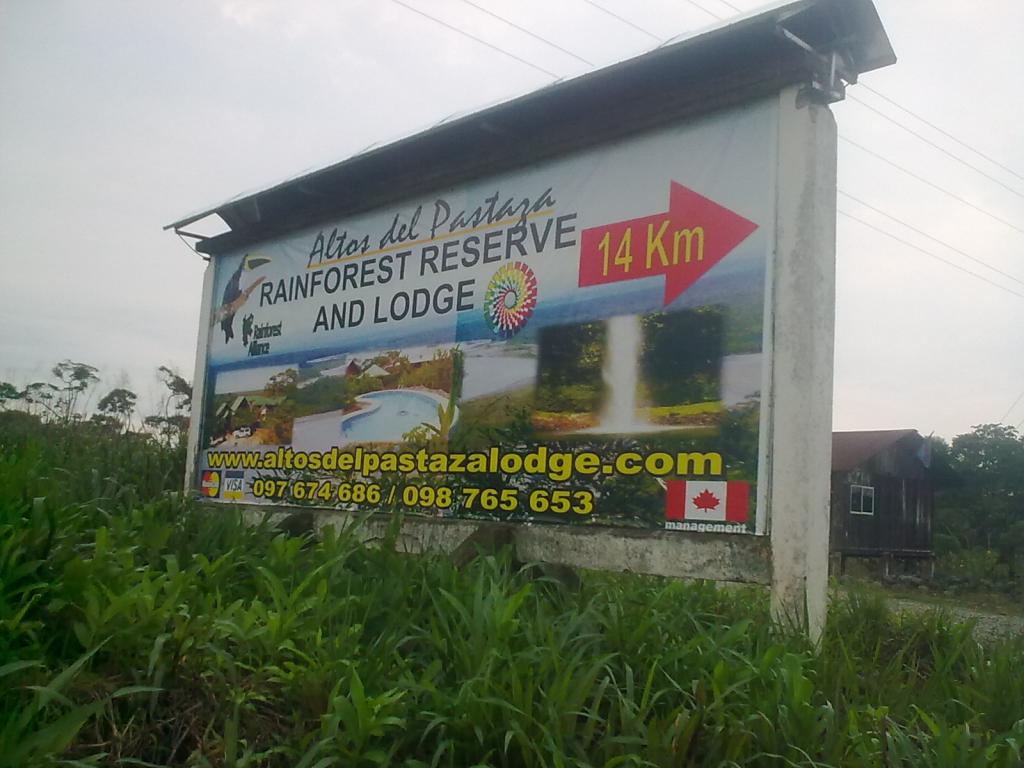 Altos del Pastaza
RAINFOREST RESERVE
AND LODGE
14 Km
Rainforest
Alliance
www.altosdelpastazalodge.com
MasterCard VISA 097 674 686 / 098 765 653
management